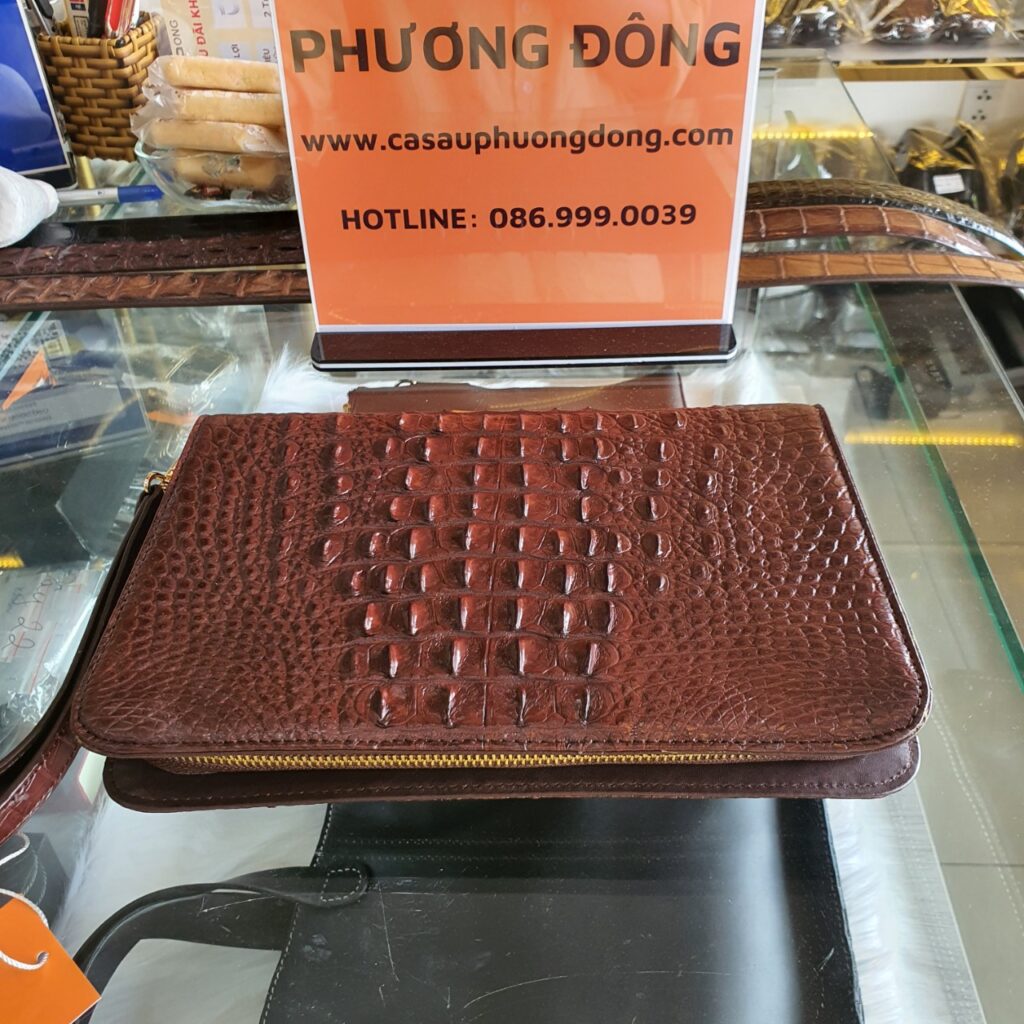 PHƯƠNG ĐÔNG
www.casauphuongdong.com
HOTLINE: 086.999.0039